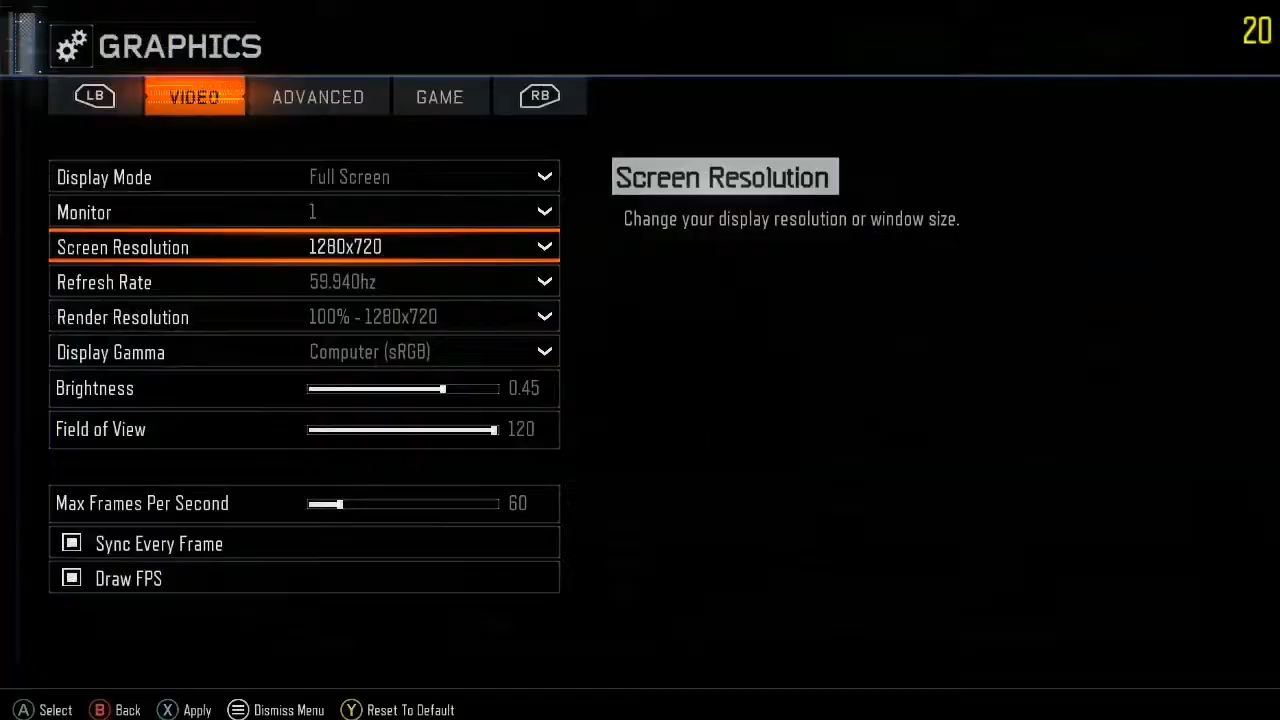 GRAPHICS
20
LB VIDEO ADVANCED GAME RB
Display Mode Full Screen
Monitor 1
Screen Resolution 1280x720
Refresh Rate 59.940hz
Render Resolution 100% - 1280x720
Display Gamma Computer (sRGB)
Brightness 0.45
Field of View 120
Max Frames Per Second 60
Sync Every Frame
Draw FPS
Screen Resolution
Change your display resolution or window size.
A Select B Back X Apply Dismiss Menu Y Reset To Default